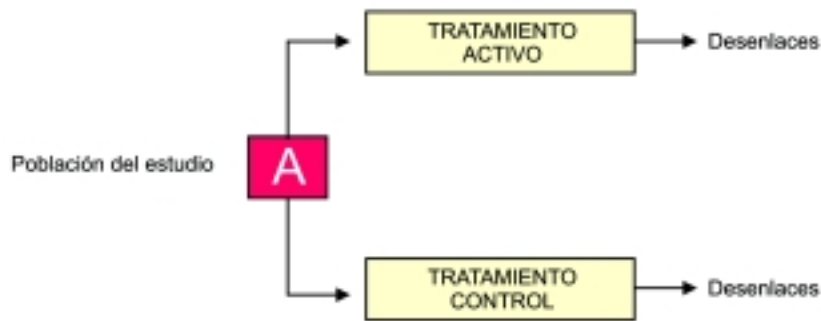 TRATAMIENTO
ACTIVO
Desenlaces
Población del estudio
A
TRATAMIENTO
CONTROL
Desenlaces